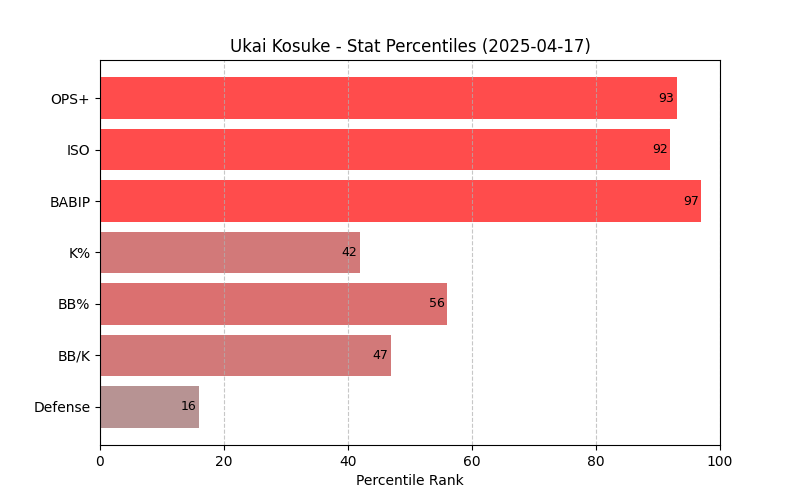 Ukai Kosuke - Stat Percentiles (2025-04-17)
OPS+ 93
ISO 92
BABIP 97
K% 42
BB% 56
BB/K 47
Defense 16
0 20 40 60 80 100
Percentile Rank